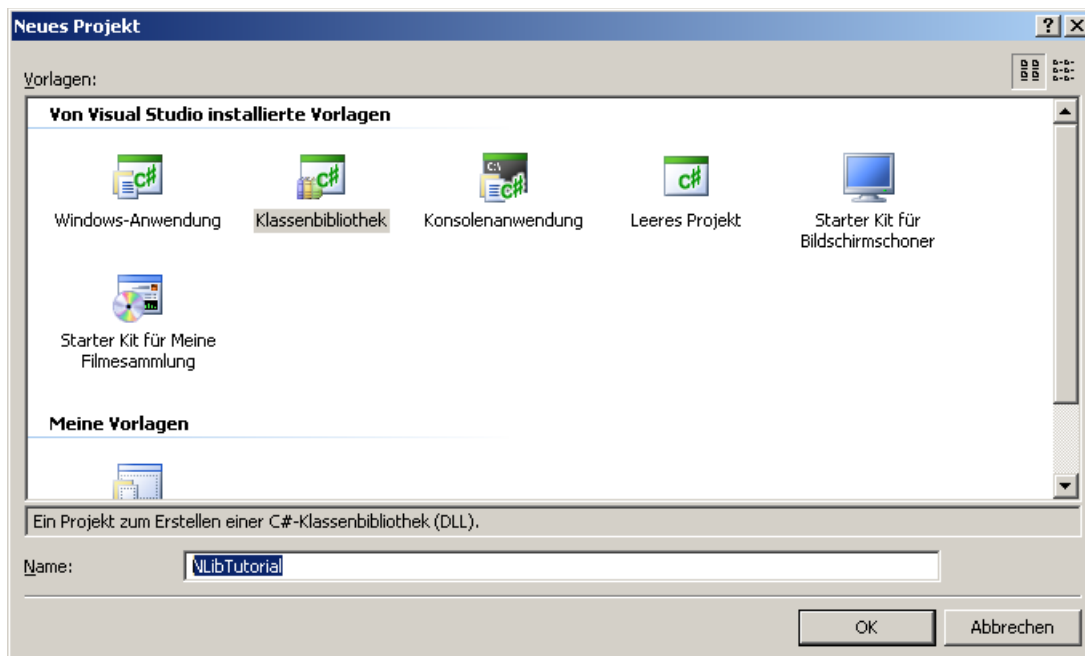 Neues Projekt
Vorlagen:
Von Visual Studio installierte Vorlagen
Windows-Anwendung
Klassenbibliothek
Konsolenanwendung
Leeres Projekt
Starter Kit für
Bildschirmschoner
Starter Kit für Meine
Filmesammlung
Meine Vorlagen
Ein Projekt zum Erstellen einer C#-Klassenbibliothek (DLL).
Name:
NLibTutorial
OK
Abbrechen